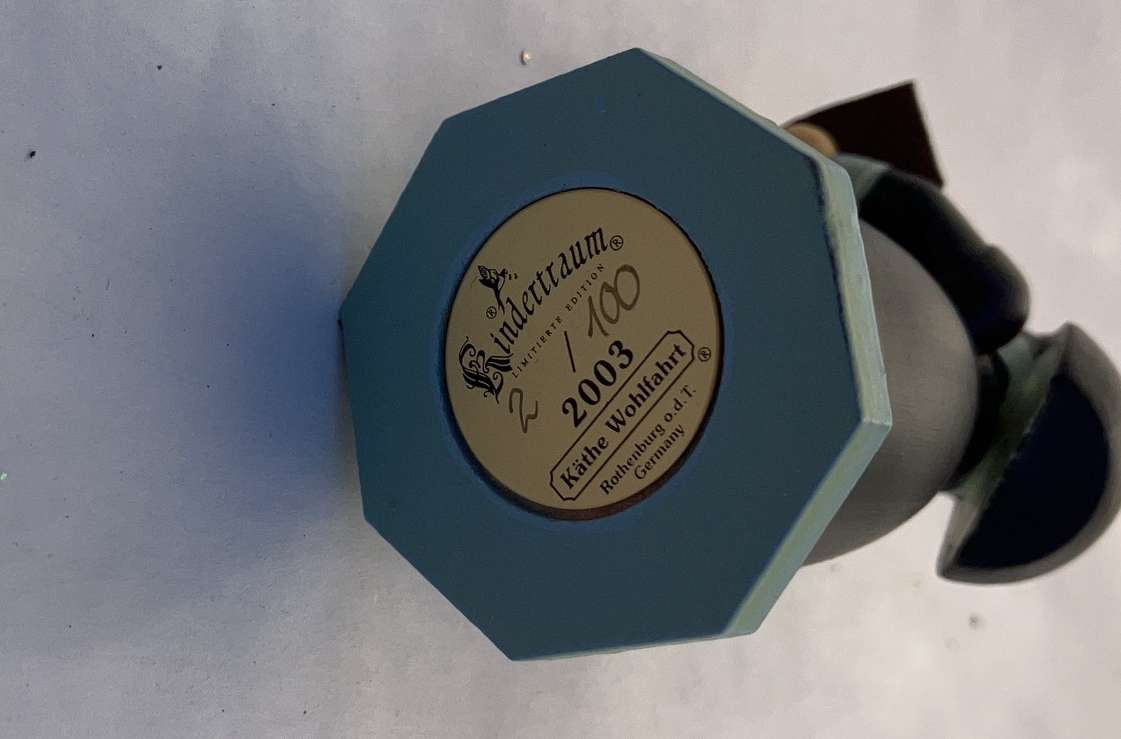 Kindertraum®
®
LIMITIERTE EDITION
2 / 100
2003
Käthe Wohlfahrt ®
Rothenburg o.d.T.
Germany